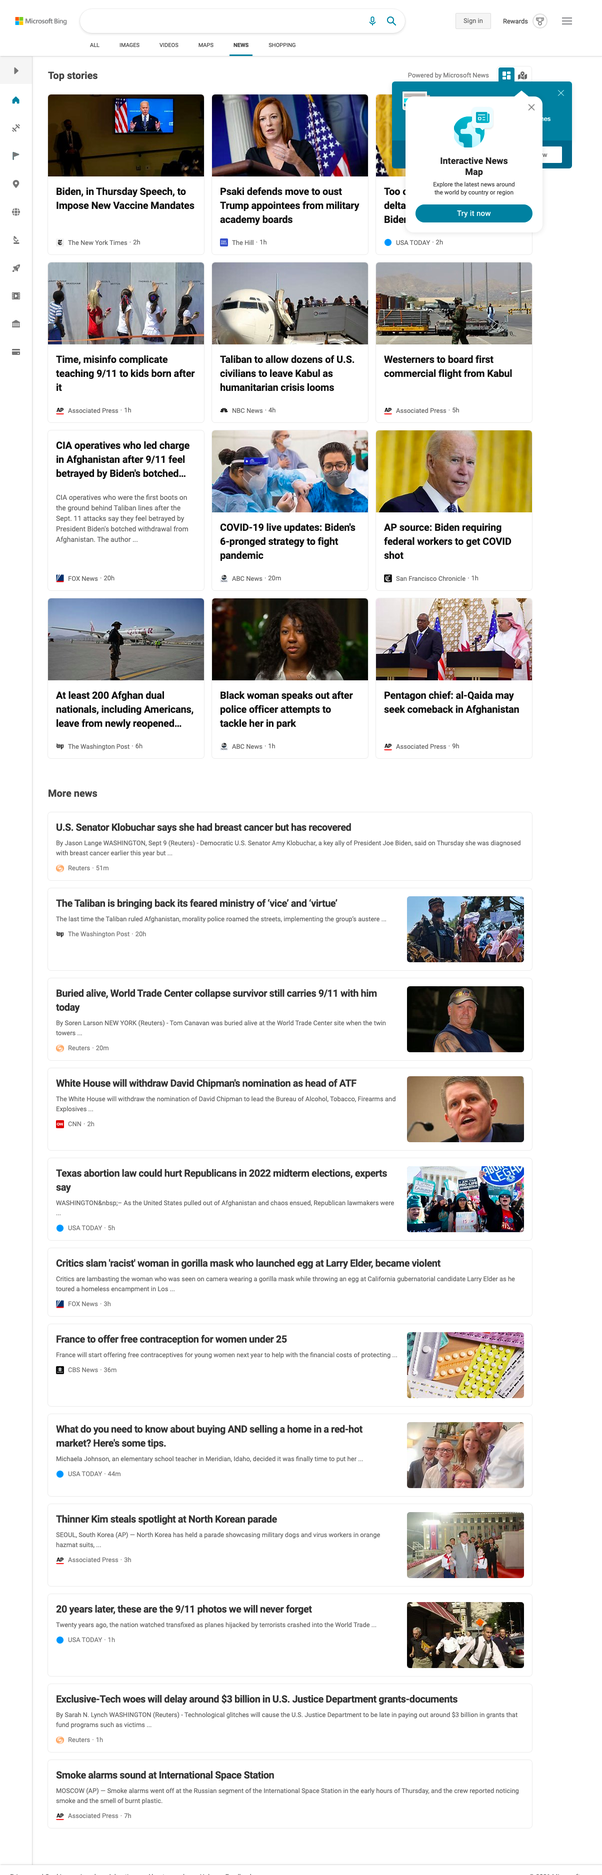 Microsoft Bing
Sign in
Rewards
ALL
IMAGES
VIDEOS
MAPS
NEWS
SHOPPING
Top stories
Powered by Microsoft News
Interactive News
Map
Explore the latest news around
the world by country or region
Try it now
Biden, in Thursday Speech, to
Impose New Vaccine Mandates
The New York Times · 2h
Psaki defends move to oust
Trump appointees from military
academy boards
The Hill · 1h
delta
Biden
USA TODAY · 2h
Time, misinfo complicate
teaching 9/11 to kids born after
it
AP Associated Press · 1h
Taliban to allow dozens of U.S.
civilians to leave Kabul as
humanitarian crisis looms
NBC News · 4h
Westerners to board first
commercial flight from Kabul
AP Associated Press · 5h
CIA operatives who led charge
in Afghanistan after 9/11 feel
betrayed by Biden's botched...
CIA operatives who were the first boots on
the ground behind Taliban lines after the
Sept. 11 attacks say they feel betrayed by
President Biden's botched withdrawal from
Afghanistan. The author ...
FOX News · 20h
COVID-19 live updates: Biden's
6-pronged strategy to fight
pandemic
ABC News · 20m
AP source: Biden requiring
federal workers to get COVID
shot
San Francisco Chronicle · 1h
At least 200 Afghan dual
nationals, including Americans,
leave from newly reopened...
wp The Washington Post · 6h
Black woman speaks out after
police officer attempts to
tackle her in park
ABC News · 1h
Pentagon chief: al-Qaida may
seek comeback in Afghanistan
AP Associated Press · 9h
More news
U.S. Senator Klobuchar says she had breast cancer but has recovered
By Jason Lange WASHINGTON, Sept 9 (Reuters) - Democratic U.S. Senator Amy Klobuchar, a key ally of President Joe Biden, said on Thursday she was diagnosed
with breast cancer earlier this year but ...
Reuters · 51m
The Taliban is bringing back its feared ministry of 'vice' and 'virtue'
The last time the Taliban ruled Afghanistan, morality police roamed the streets, implementing the group's austere ...
wp The Washington Post · 20h
Buried alive, World Trade Center collapse survivor still carries 9/11 with him
today
By Soren Larson NEW YORK (Reuters) - Tom Canavan was buried alive at the World Trade Center site when the twin
towers ...
Reuters · 20m
White House will withdraw David Chipman's nomination as head of ATF
The White House will withdraw the nomination of David Chipman to lead the Bureau of Alcohol, Tobacco, Firearms and
Explosives ...
CNN CNN · 2h
Texas abortion law could hurt Republicans in 2022 midterm elections, experts
say
WASHINGTON&nbsp;– As the United States pulled out of Afghanistan and chaos ensued, Republican lawmakers were
...
USA TODAY · 5h
Critics slam 'racist' woman in gorilla mask who launched egg at Larry Elder, became violent
Critics are lambasting the woman who was seen on camera wearing a gorilla mask while throwing an egg at California gubernatorial candidate Larry Elder as he
toured a homeless encampment in Los ...
FOX News · 3h
France to offer free contraception for women under 25
France will start offering free contraceptives for young women next year to help with the financial costs of protecting ...
CBS News · 36m
What do you need to know about buying AND selling a home in a red-hot
market? Here's some tips.
Michaela Johnson, an elementary school teacher in Meridian, Idaho, decided it was finally time to put her ...
USA TODAY · 44m
Thinner Kim steals spotlight at North Korean parade
SEOUL, South Korea (AP) — North Korea has held a parade showcasing military dogs and virus workers in orange
hazmat suits, ...
AP Associated Press · 3h
20 years later, these are the 9/11 photos we will never forget
Twenty years ago, the nation watched transfixed as planes hijacked by terrorists crashed into the World Trade ...
USA TODAY · 1h
Exclusive-Tech woes will delay around $3 billion in U.S. Justice Department grants-documents
By Sarah N. Lynch WASHINGTON (Reuters) - Technological glitches will cause the U.S. Justice Department to be late in paying out around $3 billion in grants that
fund programs such as victims ...
Reuters · 1h
Smoke alarms sound at International Space Station
MOSCOW (AP) — Smoke alarms went off at the Russian segment of the International Space Station in the early hours of Thursday, and the crew reported noticing
smoke and the smell of burnt plastic.
AP Associated Press · 7h